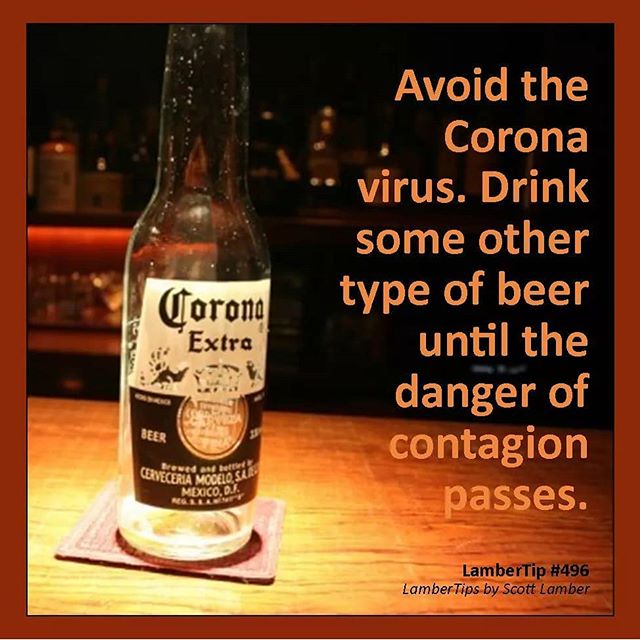 Avoid the
Corona
virus. Drink
some other
type of beer
until the
danger of
contagion
passes.
Corona
Extra
BEER
Brewed and bottled by
CERVECERIA MODELO, S.A. DE
MEXICO, D.F.
LamberTip #496
LamberTips by Scott Lamber